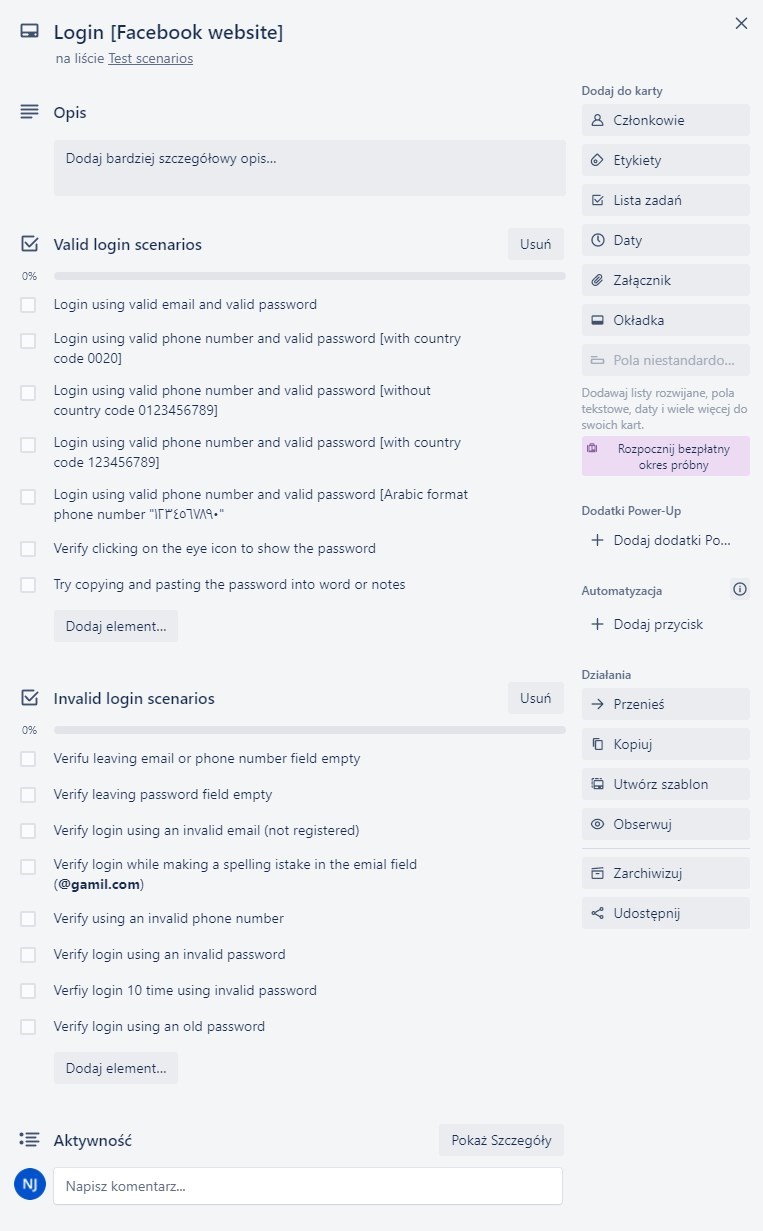 Login [Facebook website]
na liście Test scenarios
Opis
Dodaj bardziej szczegółowy opis...
Valid login scenarios
Usuń
0%
Login using valid email and valid password
Login using valid phone number and valid password [with country
code 0020]
Login using valid phone number and valid password [without
country code 0123456789]
Login using valid phone number and valid password [with country
code 123456789]
Login using valid phone number and valid password [Arabic format
phone number "١٢٣٤٥٦٧٨٩٠"
Verify clicking on the eye icon to show the password
Try copying and pasting the password into word or notes
Dodaj element...
Invalid login scenarios
Usuń
0%
Verifu leaving email or phone number field empty
Verify leaving password field empty
Verify login using an invalid email (not registered)
Verify login while making a spelling istake in the emial field
(@gamil.com)
Verify using an invalid phone number
Verify login using an invalid password
Verfiy login 10 time using invalid password
Verify login using an old password
Dodaj element...
Aktywność
Pokaż Szczegóły
NJ
Napisz komentarz...
Dodaj do karty
Członkowie
Etykiety
Lista zadań
Daty
Załącznik
Okładka
Pola niestandardo...
Dodawaj listy rozwijane, pola
tekstowe, daty i wiele więcej do
swoich kart.
Rozpocznij bezpłatny
okres próbny
Dodatki Power-Up
Dodaj dodatki Po...
Automatyzacja
Dodaj przycisk
Działania
Przenieś
Kopiuj
Utwórz szablon
Obserwuj
Zarchiwizuj
Udostępnij